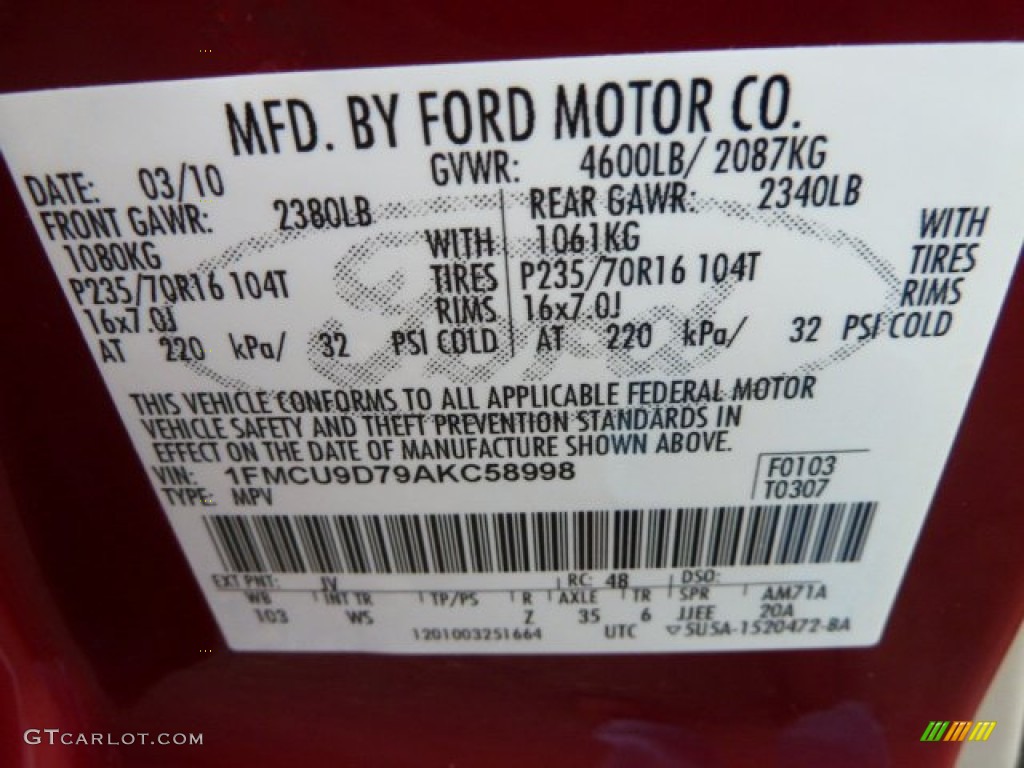 MFD. BY FORD MOTOR CO.
DATE: 03/10 GVWR: 4600LB/ 2087KG
FRONT GAWR: 2380LB REAR GAWR: 2340LB
1080KG WITH 1061KG WITH
P235/70R16 104T TIRES P235/70R16 104T TIRES
16x7.0J RIMS 16x7.0J RIMS
AT 220 kPa/ 32 PSI COLD AT 220 kPa/ 32 PSI COLD
THIS VEHICLE CONFORMS TO ALL APPLICABLE FEDERAL MOTOR
VEHICLE SAFETY AND THEFT PREVENTION STANDARDS IN
EFFECT ON THE DATE OF MANUFACTURE SHOWN ABOVE.
VIN: 1FMCU9D79AKC58998 F0103
TYPE: MPV T0307
EXT PNT: JV RC: 48 DSO:
WB INT TR TP/PS R AXLE TR SPR AM71A
103 WS Z 35 6 JJEE 20A
1201003251664 UTC SU5A-1520472-BA
Ford
GTCARLOT.COM